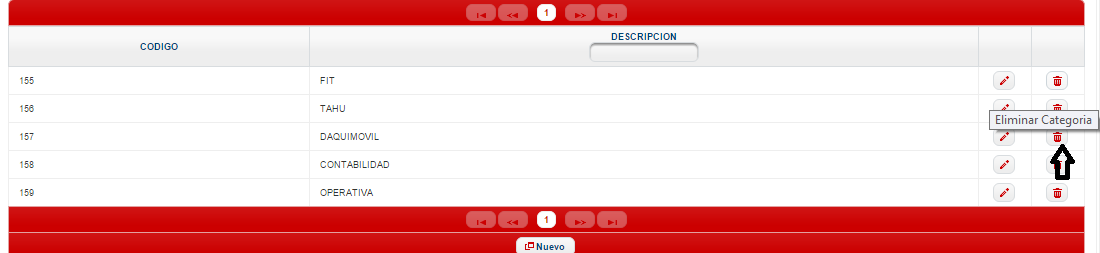 1
CODIGO DESCRIPCION
155 FIT
156 TAHU
Eliminar Categoria
157 DAQUIMOVIL
158 CONTABILIDAD
159 OPERATIVA
1
Nuevo